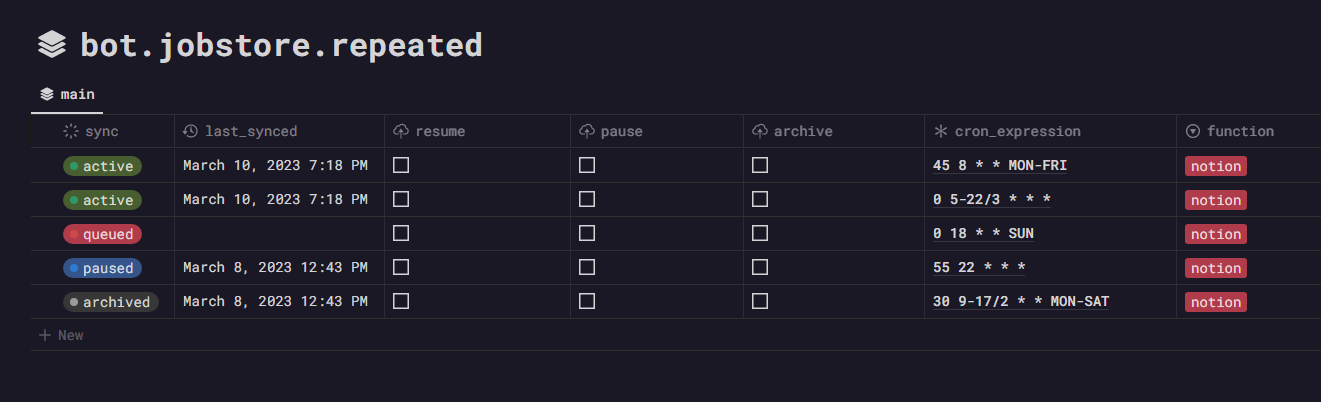 bot.jobstore.repeated
main
sync last_synced resume pause archive cron_expression function
active March 10, 2023 7:18 PM 45 8 * * MON-FRI notion
active March 10, 2023 7:18 PM 0 5-22/3 * * * notion
queued 0 18 * * SUN notion
paused March 8, 2023 12:43 PM 55 22 * * * notion
archived March 8, 2023 12:43 PM 30 9-17/2 * * MON-SAT notion
+ New